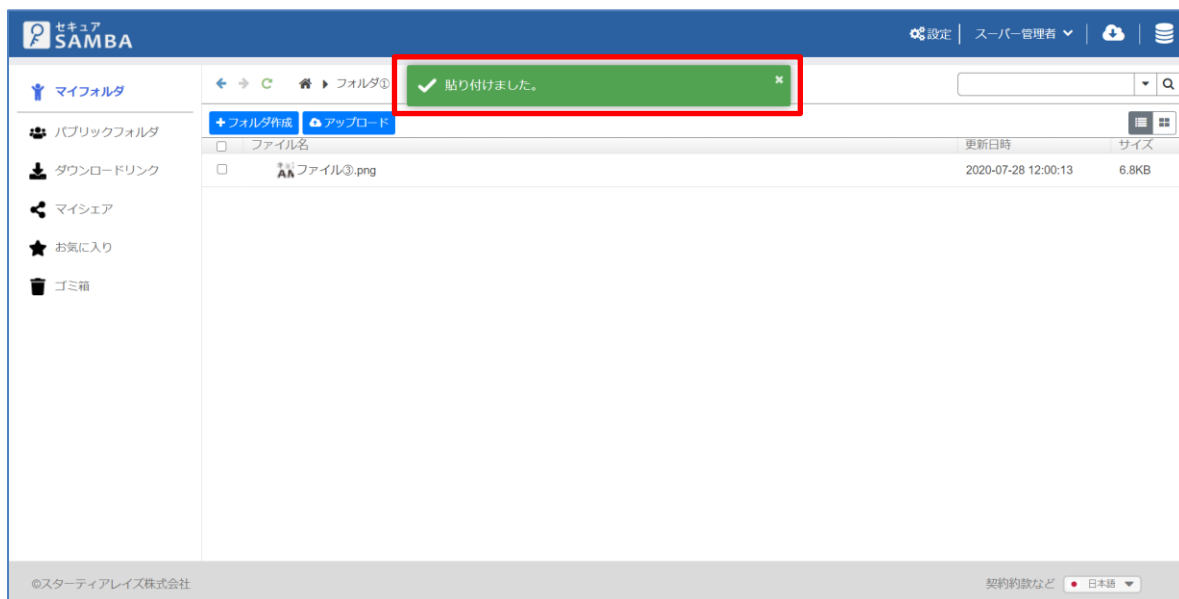 セキュア
SAMBA
設定
スーパー管理者
マイフォルダ
フォルダ①
貼り付けました。
パブリックフォルダ
フォルダ作成
アップロード
ファイル名
更新日時
サイズ
ダウンロードリンク
ファイル③.png
2020-07-28 12:00:13
6.8KB
マイシェア
お気に入り
ゴミ箱
©スターティアレイズ株式会社
契約約款など
日本語